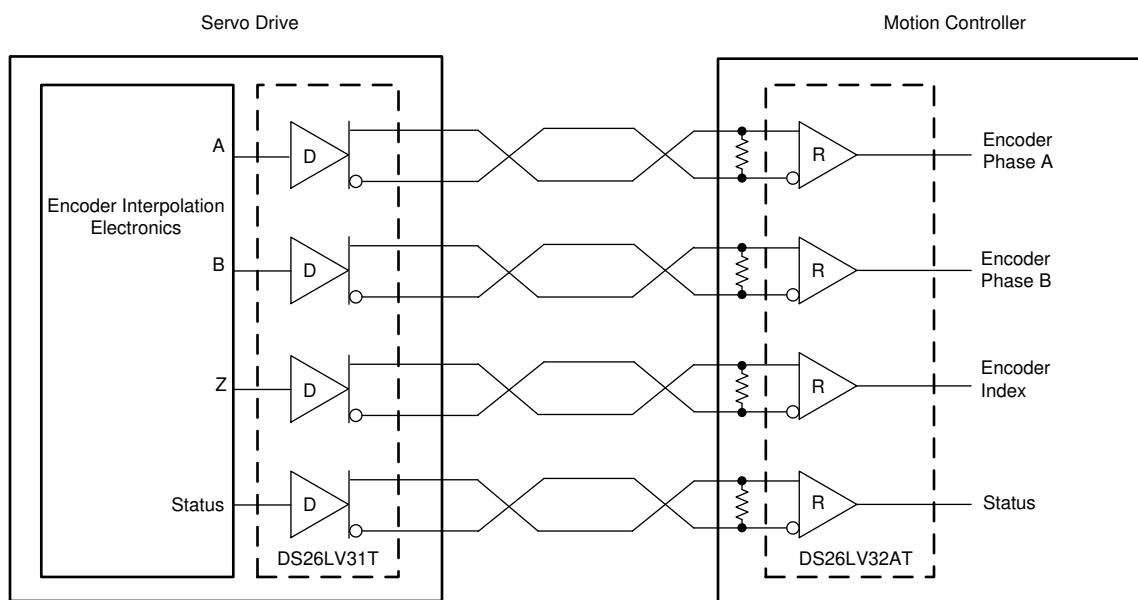 Servo Drive
Motion Controller
A
D
R
Encoder
Phase A
Encoder Interpolation
Electronics
B
D
R
Encoder
Phase B
Z
D
R
Encoder
Index
Status
D
R
Status
DS26LV31T
DS26LV32AT